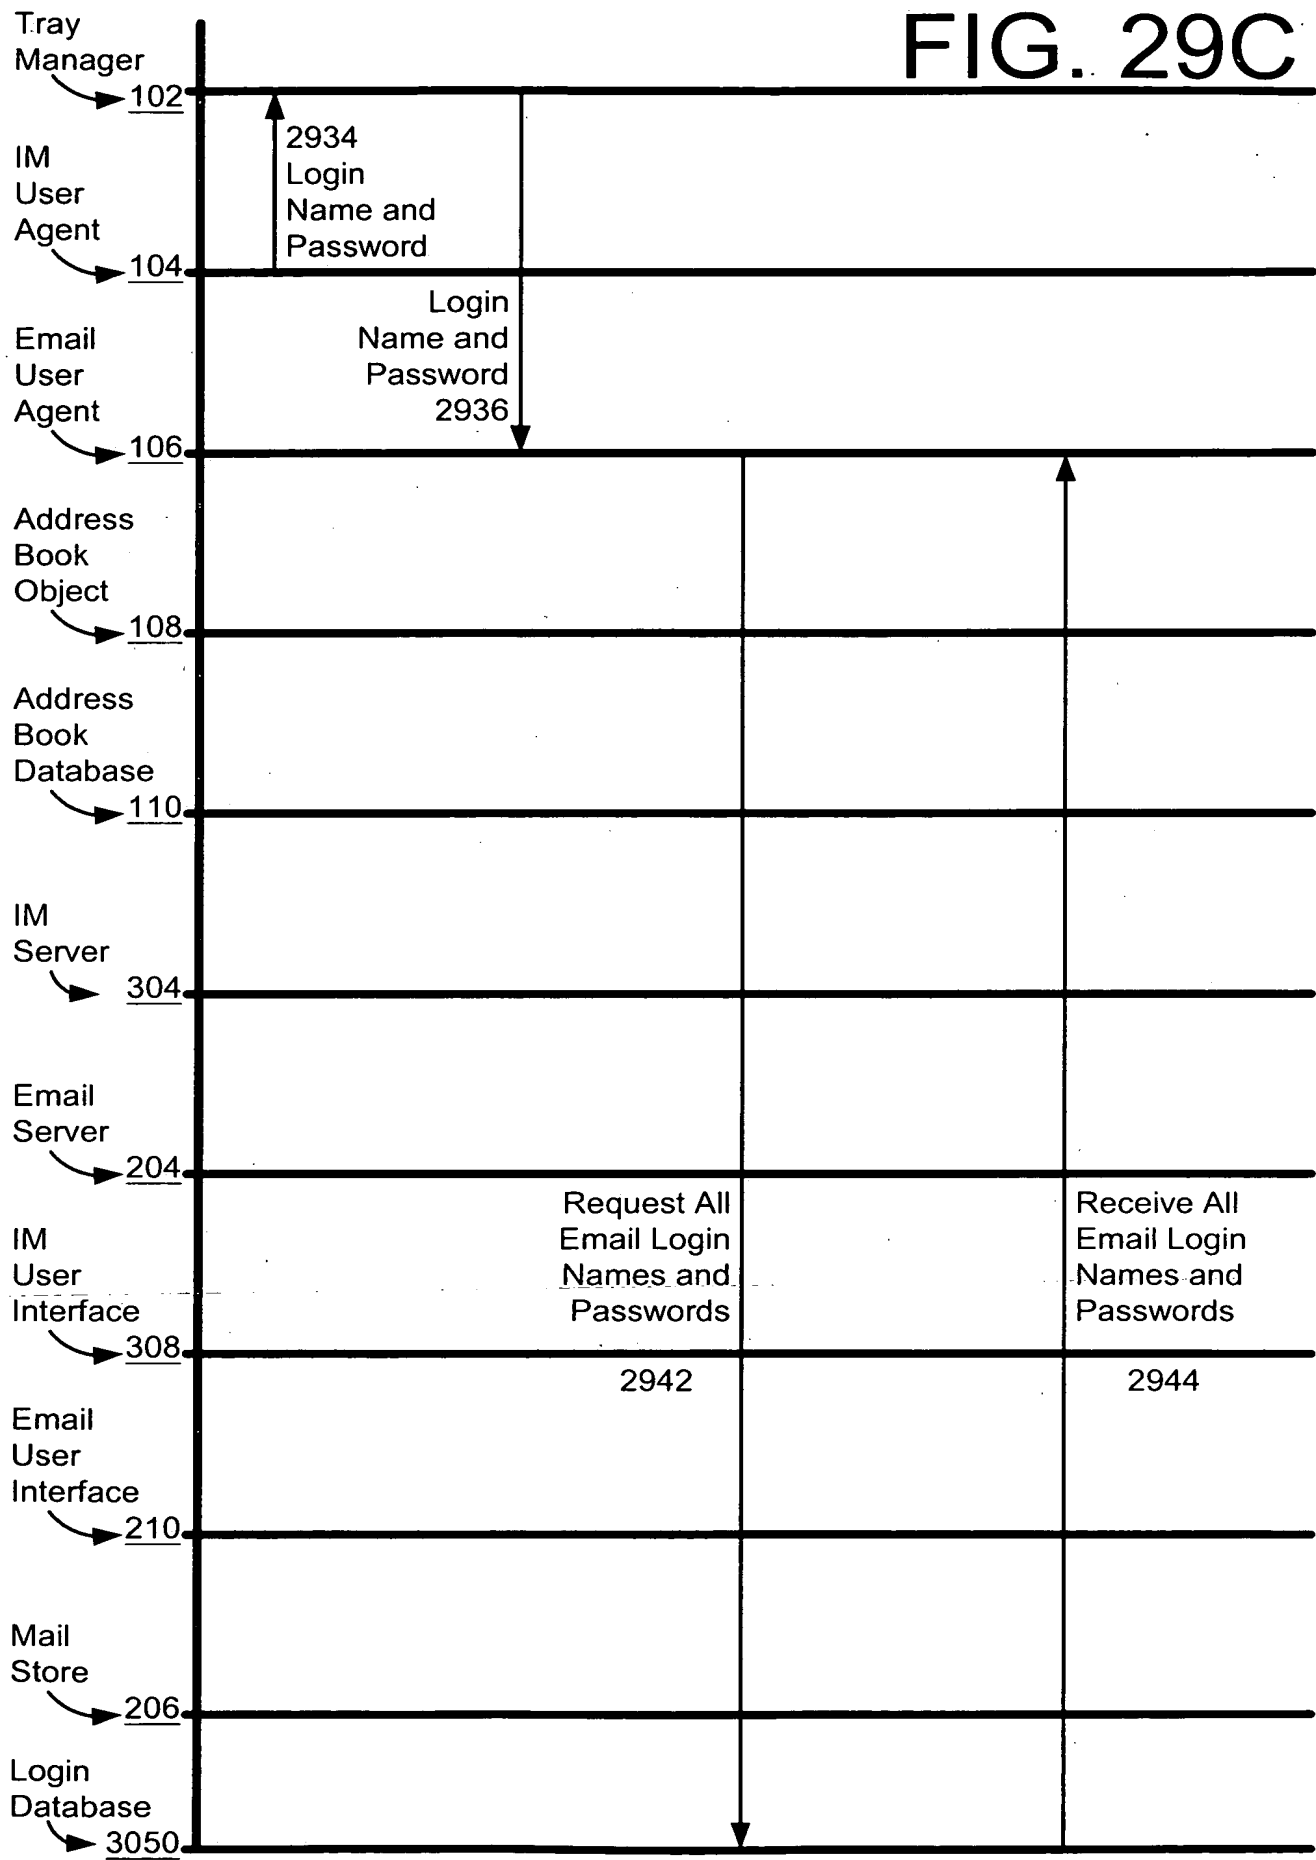 FIG. 29C
Tray
Manager
102
2934
Login
Name and
Password
IM
User
Agent
104
Login
Name and
Password
2936
Email
User
Agent
106
Address
Book
Object
108
Address
Book
Database
110
IM
Server
304
Email
Server
204
Request All
Email Login
Names and
Passwords
Receive All
Email Login
Names and
Passwords
IM
User
Interface
308
2942
2944
Email
User
Interface
210
Mail
Store
206
Login
Database
3050